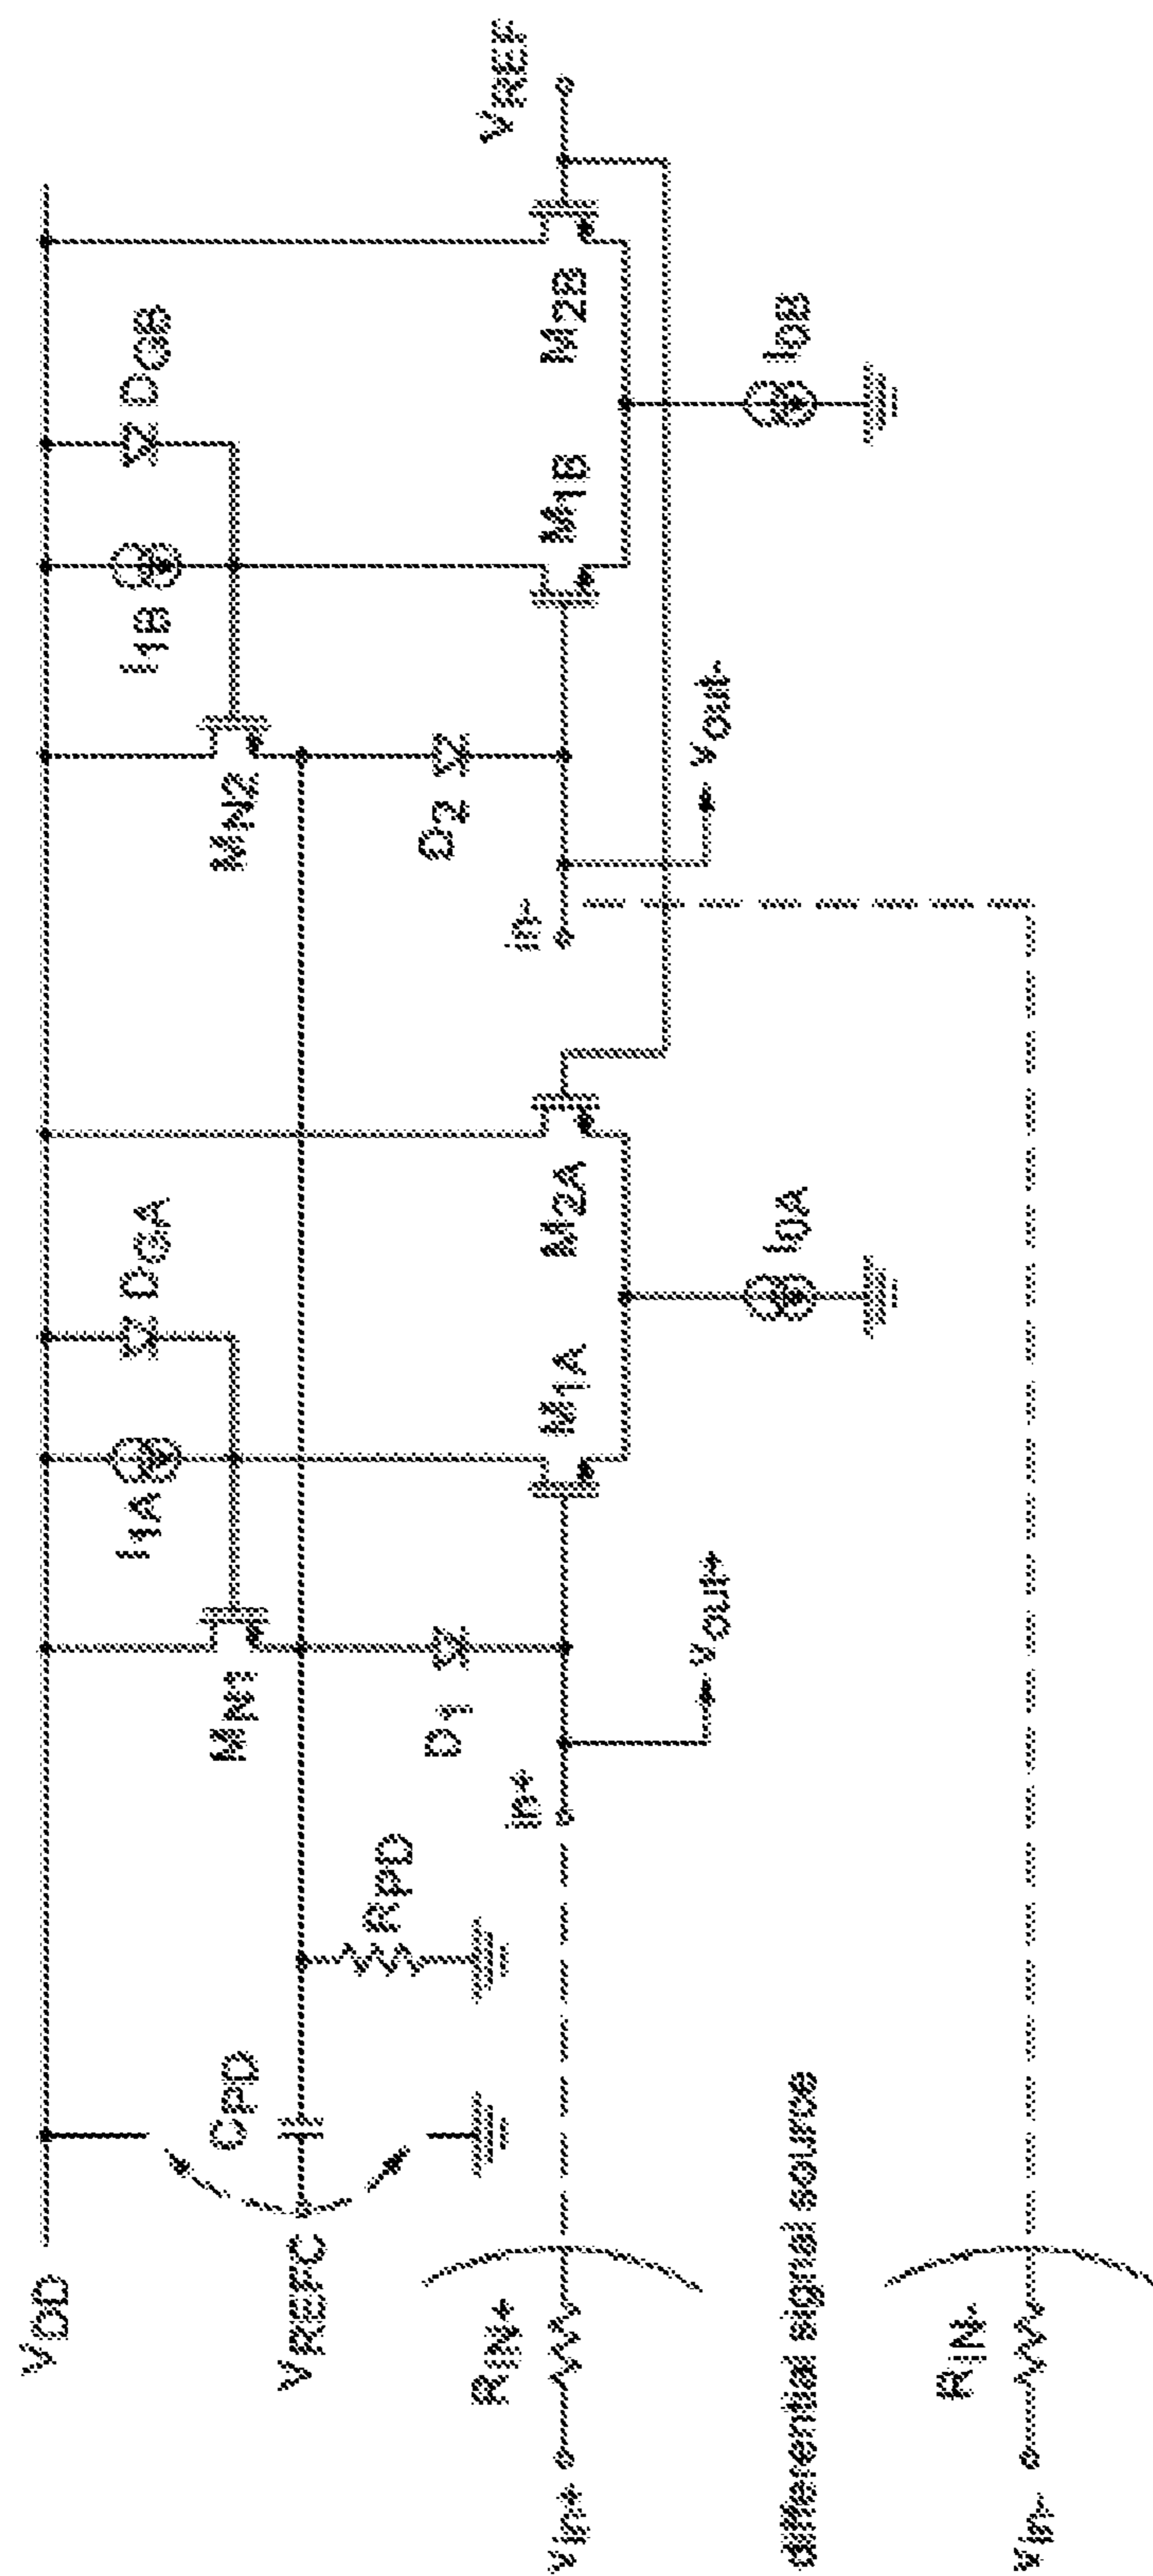 VDD
VREFC
CPD
RPD
MN1
I1A
DGA
D1
in+
vout+
M1A
M2A
I0A
MN2
I1B
DGB
D2
in-
vout-
M1B
M2B
I0B
VREF
RIN+
vin+
differential signal source
RIN-
vin-